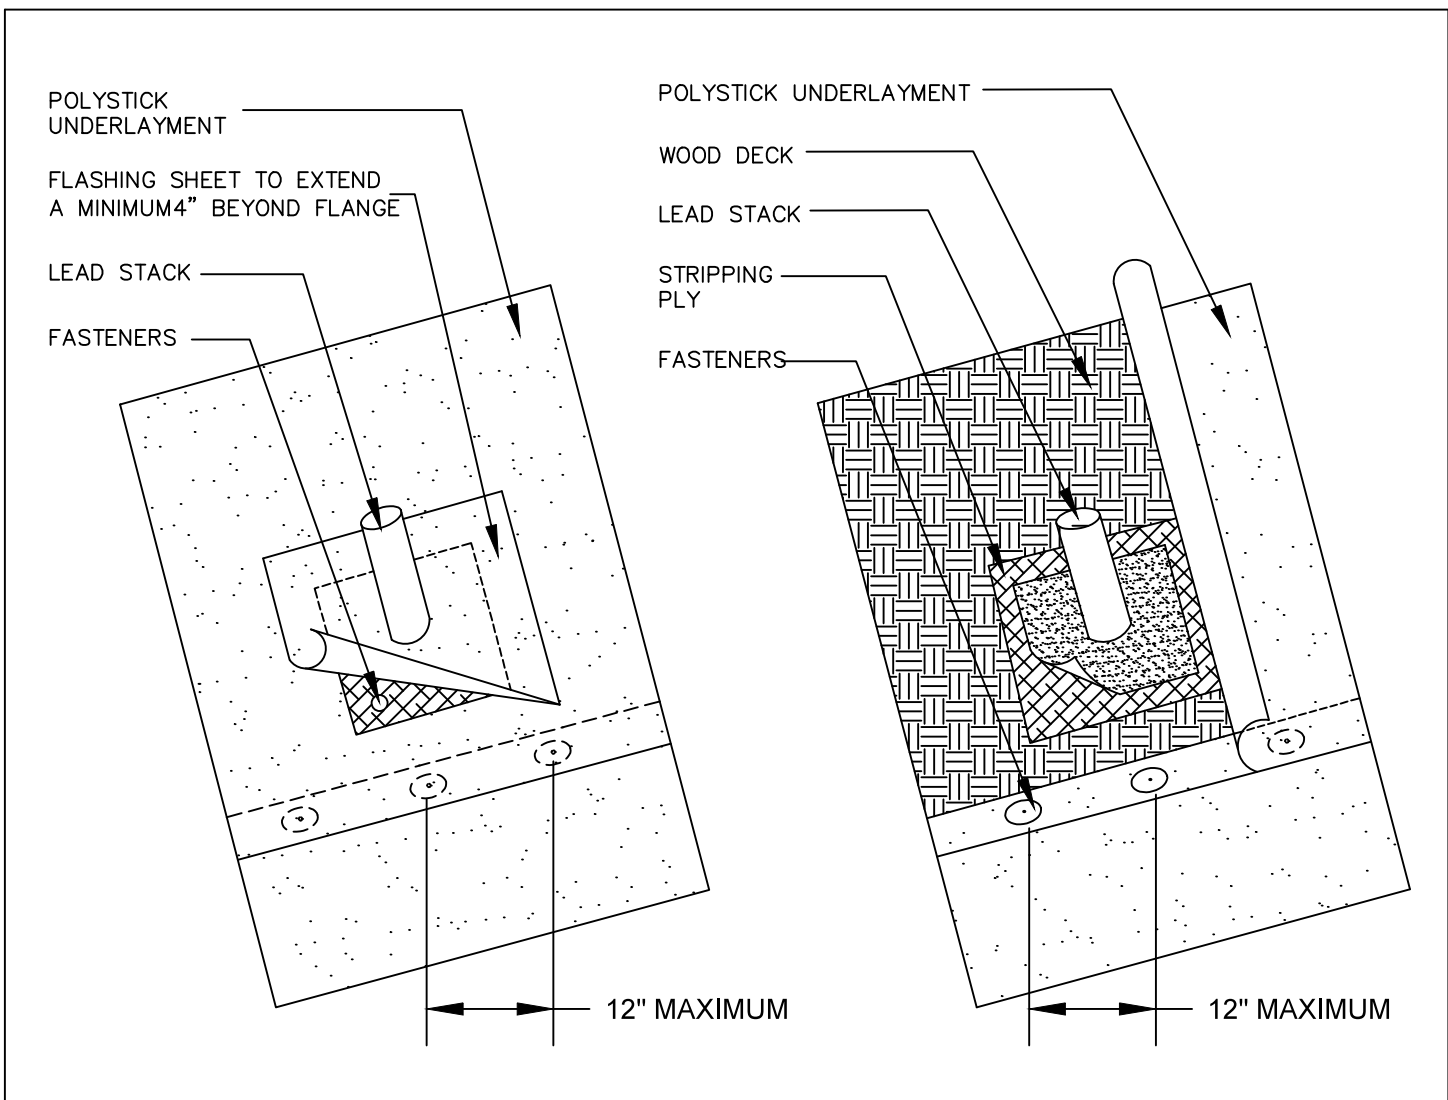 POLYSTICK
UNDERLAYMENT
FLASHING SHEET TO EXTEND
A MINIMUM4” BEYOND FLANGE
LEAD STACK
FASTENERS
POLYSTICK UNDERLAYMENT
WOOD DECK
LEAD STACK
STRIPPING
PLY
FASTENERS
12" MAXIMUM
12" MAXIMUM